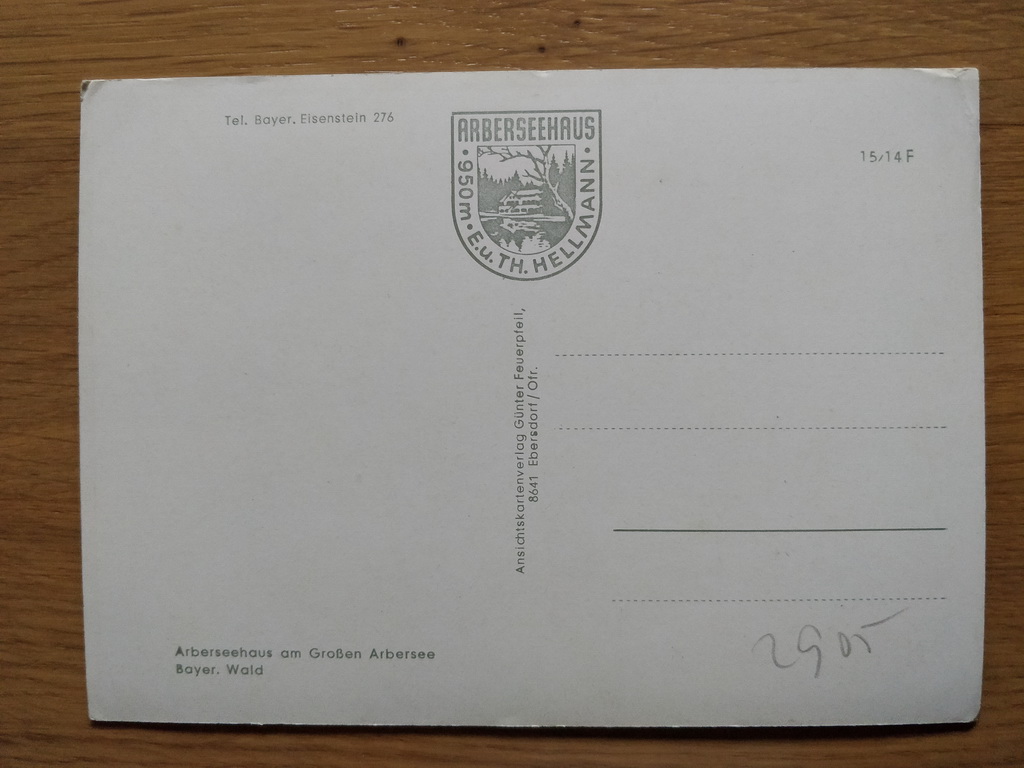 Tel. Bayer. Eisenstein 276
ARBERSEEHAUS
· 950m · E.u.TH. HELLMANN ·
15/14 F
Ansichtskartenverlag Günter Feuerpfeil,
8641 Ebersdorf/Ofr.
Arberseehaus am Großen Arbersee
Bayer. Wald
2905